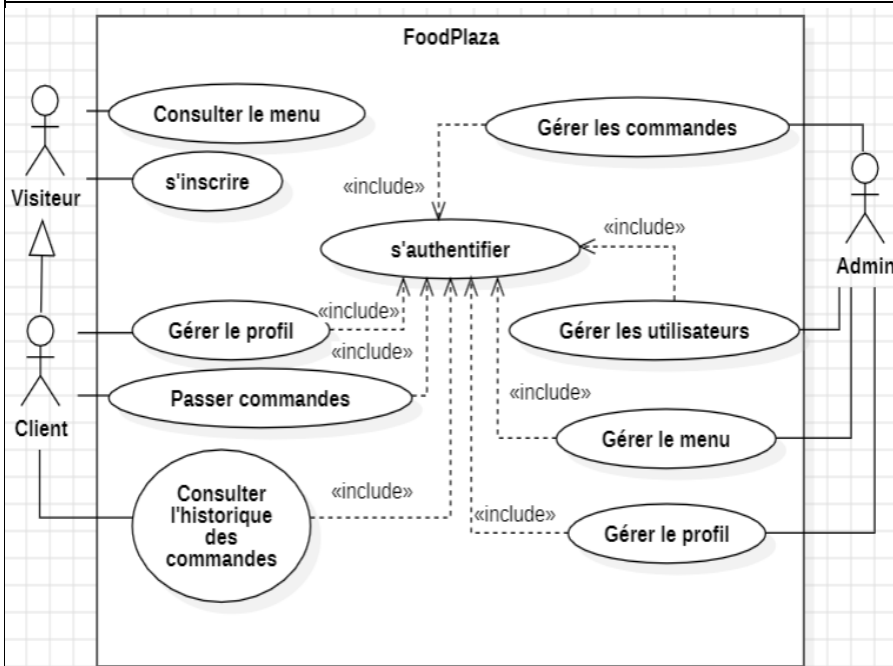 FoodPlaza
Consulter le menu
Gérer les commandes
Visiteur
s'inscrire
«include»
s'authentifier
«include»
Admin
Gérer le profil
«include»
Gérer les utilisateurs
«include»
Client
Passer commandes
«include»
Gérer le menu
Consulter
l'historique
des
commandes
«include»
«include»
Gérer le profil